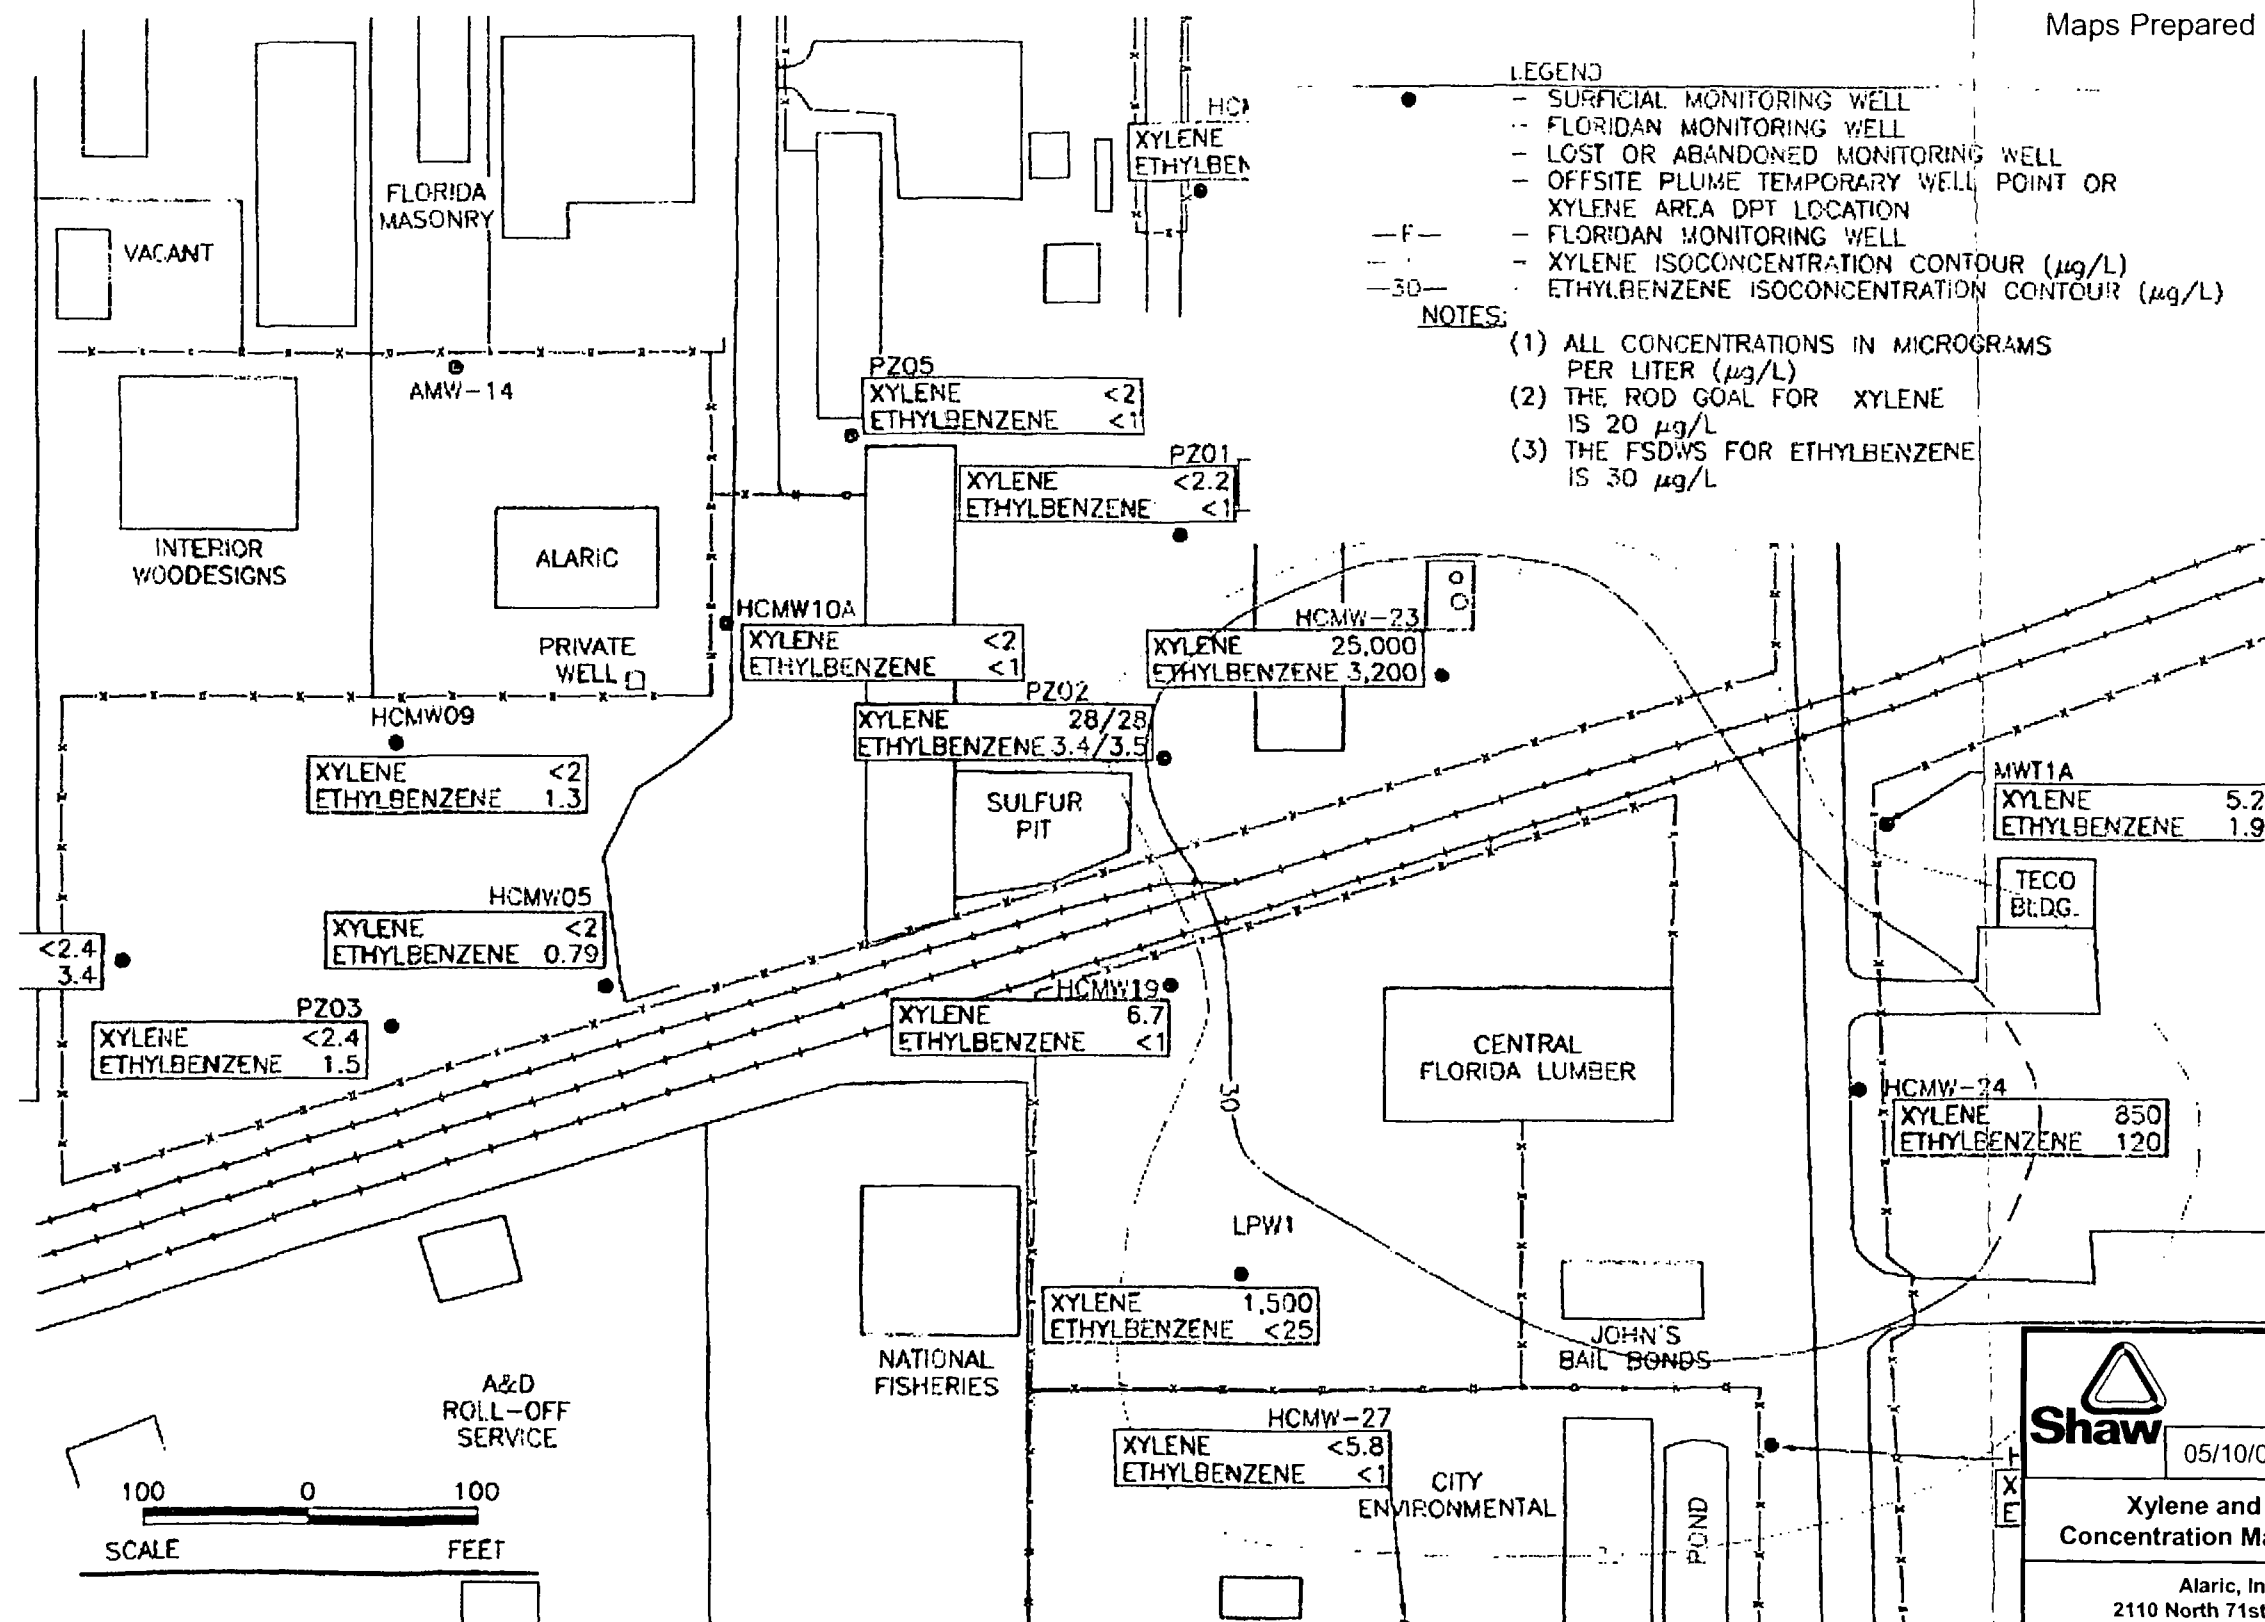 Maps Prepared
LEGEND
- SURFICIAL MONITORING WELL
- FLORIDAN MONITORING WELL
- LOST OR ABANDONED MONITORING WELL
- OFFSITE PLUME TEMPORARY WELL POINT OR
XYLENE AREA DPT LOCATION
—F— - FLORIDAN MONITORING WELL
- XYLENE ISOCONCENTRATION CONTOUR (µg/L)
—30— ETHYLBENZENE ISOCONCENTRATION CONTOUR (µg/L)
NOTES:
(1) ALL CONCENTRATIONS IN MICROGRAMS
PER LITER (µg/L)
(2) THE ROD GOAL FOR XYLENE
IS 20 µg/L
(3) THE FSDWS FOR ETHYLBENZENE
IS 30 µg/L
XYLENE
FLORIDA
MASONRY
VACANT
AMW-14
PZ05
XYLENE <2
ETHYLBENZENE <1
PZ01
XYLENE <2.2
ETHYLBENZENE <1
INTERIOR
WOODESIGNS
ALARIC
HCMW10A
XYLENE <2
ETHYLBENZENE <1
HCMW-23
XYLENE 25,000
ETHYLBENZENE 3,200
PRIVATE
WELL
PZ02
XYLENE 28/28
ETHYLBENZENE 3.4/3.5
HCMW09
XYLENE <2
ETHYLBENZENE 1.3
SULFUR
PIT
MWT1A
XYLENE 5.2
ETHYLBENZENE 1.9
TECO
BLDG.
HCMW05
XYLENE <2
ETHYLBENZENE 0.79
<2.4
3.4
PZ03
XYLENE <2.4
ETHYLBENZENE 1.5
HCMW19
XYLENE 6.7
ETHYLBENZENE <1
CENTRAL
FLORIDA LUMBER
30
HCMW-24
XYLENE 850
ETHYLBENZENE 120
LPW1
XYLENE 1,500
ETHYLBENZENE <25
JOHN'S
BAIL BONDS
NATIONAL
FISHERIES
A&D
ROLL-OFF
SERVICE
HCMW-27
XYLENE <5.8
ETHYLBENZENE <1
CITY
ENVIRONMENTAL
POND
100 0 100
SCALE FEET
X
E
Shaw
05/10/0
Xylene and
Concentration Ma
Alaric, In
2110 North 71s